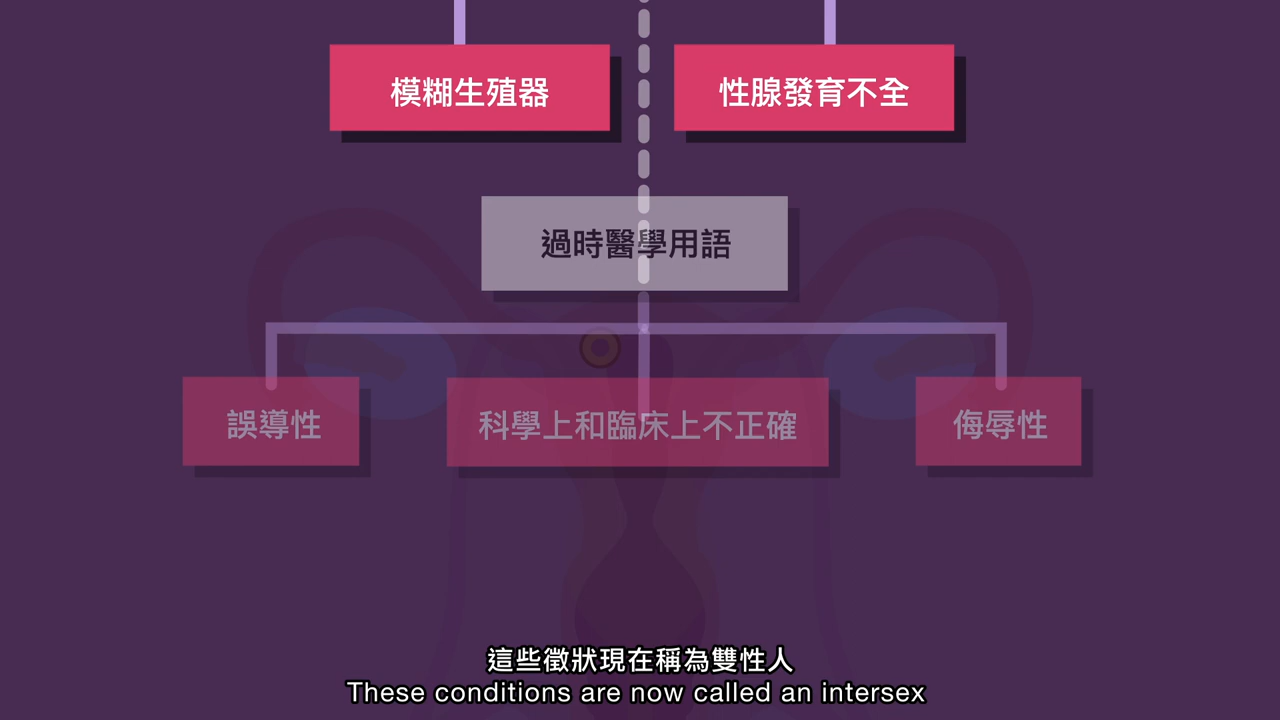 模糊生殖器
性腺發育不全
過時醫學用語
誤導性
科學上和臨床上不正確
侮辱性
這些徵狀現在稱為雙性人
These conditions are now called an intersex